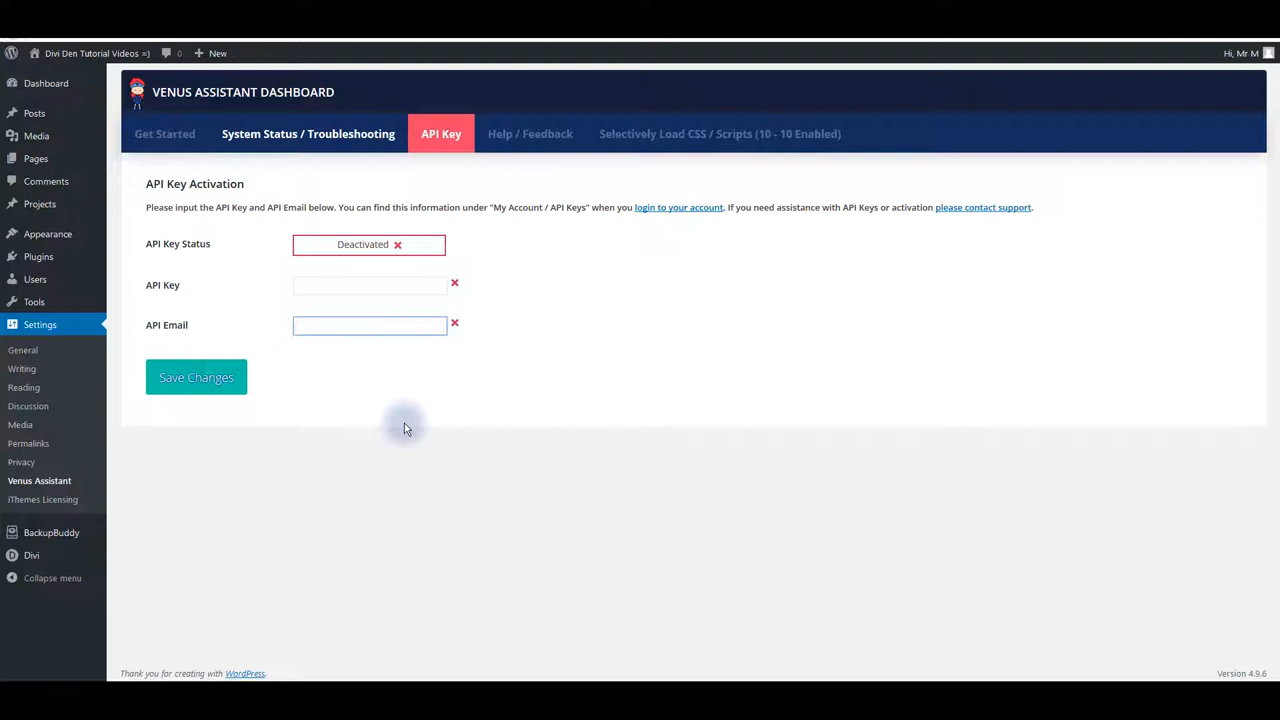 Divi Den Tutorial Videos =) 0 New Hi, Mr M
Dashboard
Posts
Media
Pages
Comments
Projects
Appearance
Plugins
Users
Tools
Settings
General
Writing
Reading
Discussion
Media
Permalinks
Privacy
Venus Assistant
iThemes Licensing
BackupBuddy
Divi
Collapse menu
VENUS ASSISTANT DASHBOARD
Get Started System Status / Troubleshooting API Key Help / Feedback Selectively Load CSS / Scripts (10 - 10 Enabled)
API Key Activation
Please input the API Key and API Email below. You can find this information under "My Account / API Keys" when you login to your account. If you need assistance with API Keys or activation please contact support.
API Key Status Deactivated
API Key
API Email
Save Changes
Thank you for creating with WordPress. Version 4.9.6